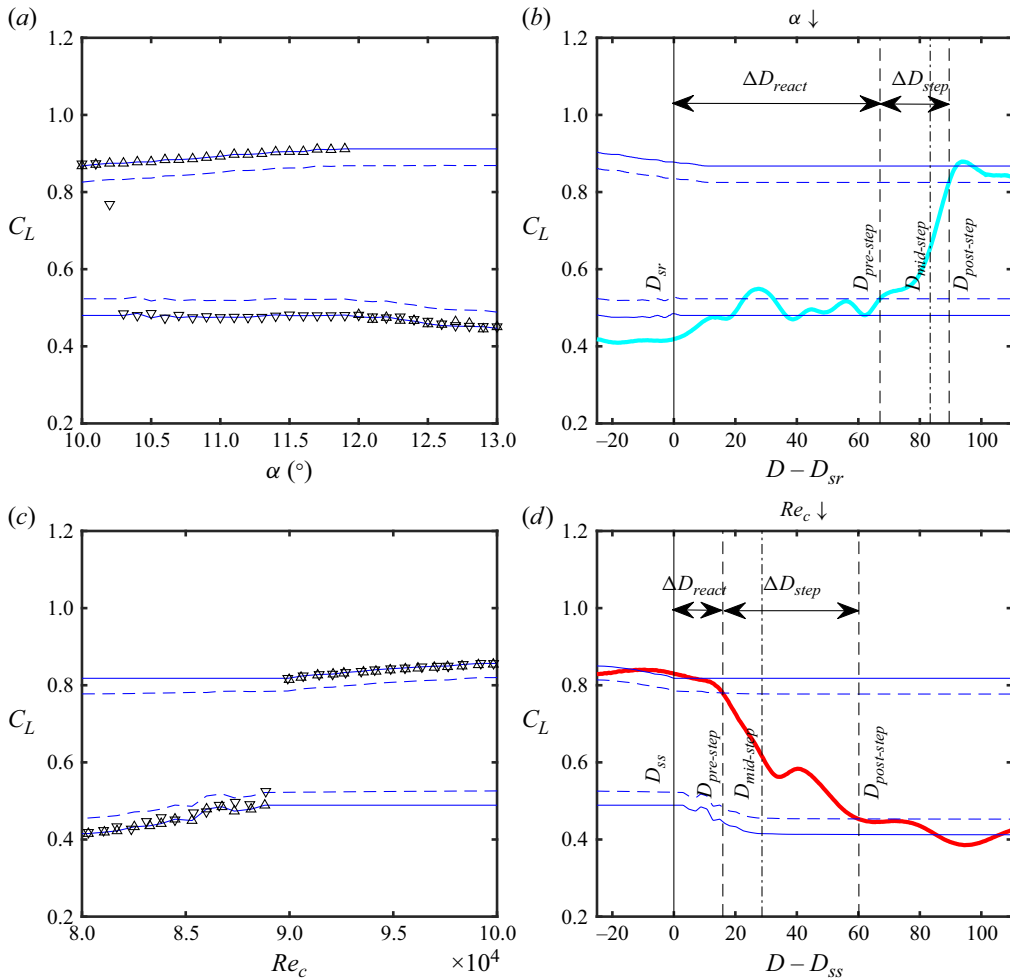 (a)
1.2
1.0
0.8
C_L
0.6
0.4
0.2
10.0 10.5 11.0 11.5 12.0 12.5 13.0
α (°)
(b)
α ↓
1.2
1.0
0.8
C_L
0.6
0.4
0.2
ΔD_react
ΔD_step
D_sr
D_pre-step
D_mid-step
D_post-step
−20 0 20 40 60 80 100
D − D_sr
(c)
1.2
1.0
0.8
C_L
0.6
0.4
0.2
8.0 8.5 9.0 9.5 10.0
Re_c
×10⁴
(d)
Re_c ↓
1.2
1.0
0.8
C_L
0.6
0.4
0.2
ΔD_react
ΔD_step
D_ss
D_pre-step
D_mid-step
D_post-step
−20 0 20 40 60 80 100
D − D_ss